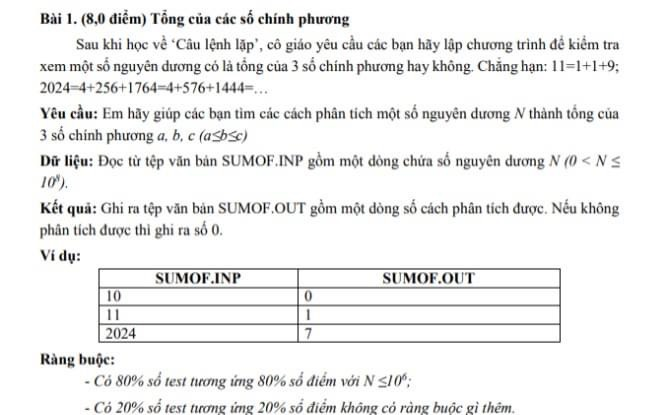 Bài 1. (8,0 điểm) Tổng của các số chính phương
Sau khi học về ‘Câu lệnh lặp’, cô giáo yêu cầu các bạn hãy lập chương trình để kiểm tra
xem một số nguyên dương có là tổng của 3 số chính phương hay không. Chẳng hạn: 11=1+1+9;
2024=4+256+1764=4+576+1444=…
Yêu cầu: Em hãy giúp các bạn tìm các cách phân tích một số nguyên dương N thành tổng của
3 số chính phương a, b, c (a≤b≤c)
Dữ liệu: Đọc từ tệp văn bản SUMOF.INP gồm một dòng chứa số nguyên dương N (0 < N ≤
10⁸).
Kết quả: Ghi ra tệp văn bản SUMOF.OUT gồm một dòng số cách phân tích được. Nếu không
phân tích được thì ghi ra số 0.
Ví dụ:
SUMOF.INP SUMOF.OUT
10 0
11 1
2024 7
Ràng buộc:
- Có 80% số test tương ứng 80% số điểm với N ≤10⁶;
- Có 20% số test tương ứng 20% số điểm không có ràng buộc gì thêm.